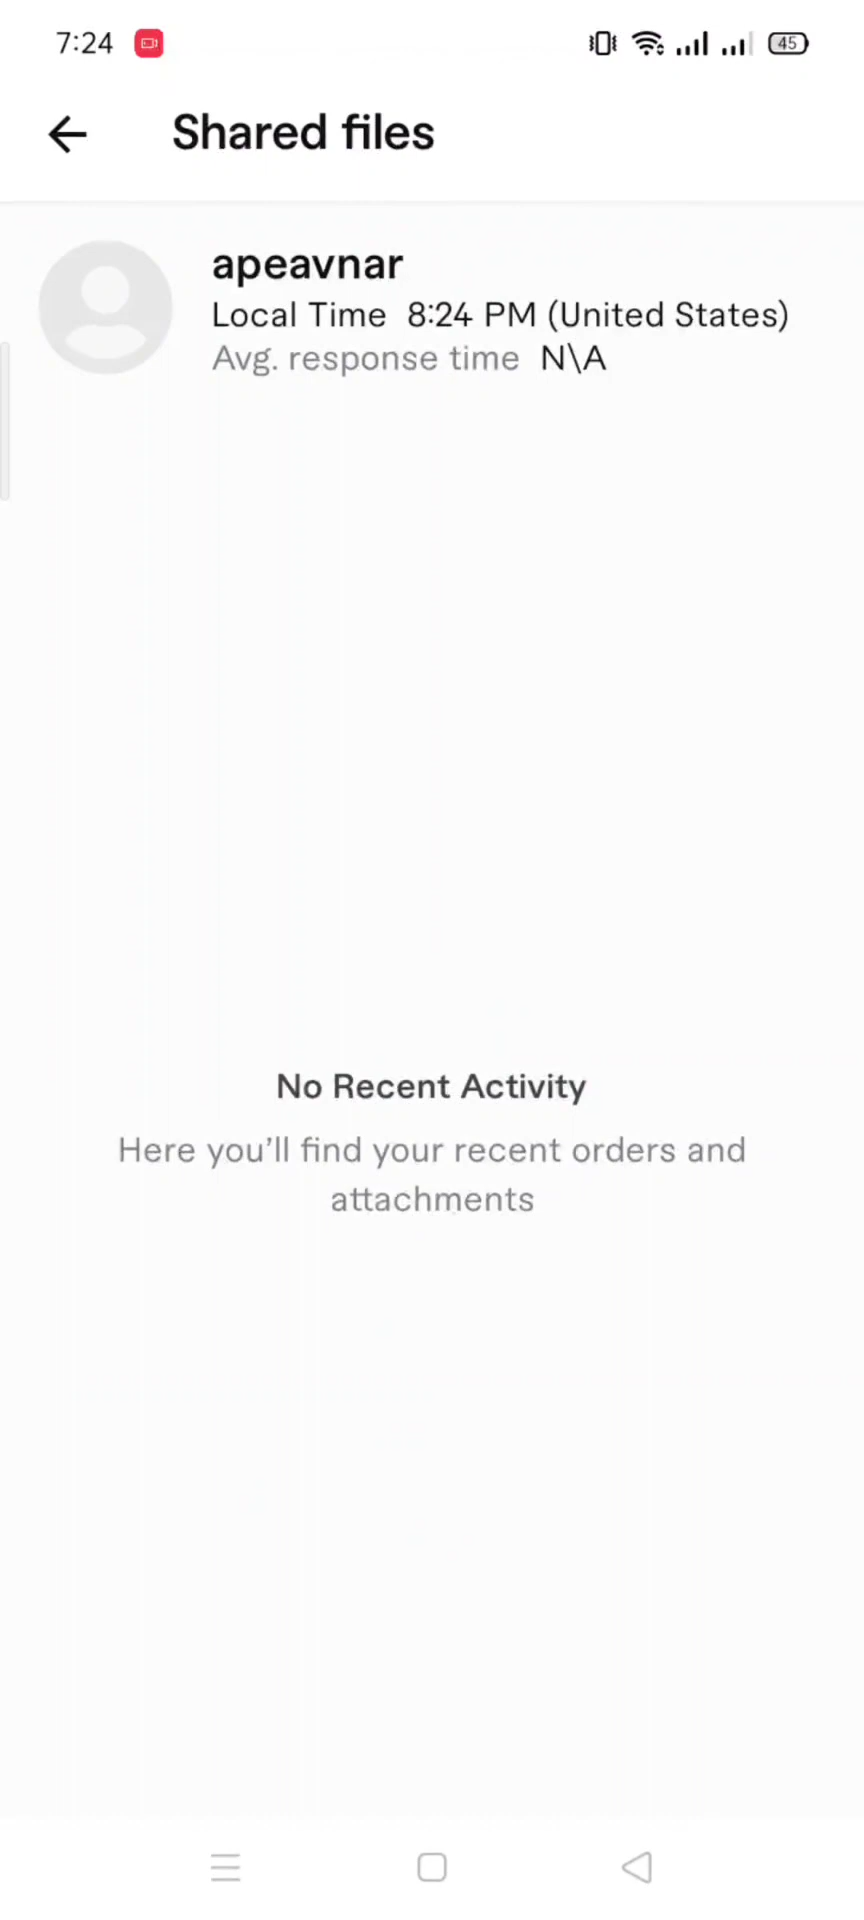 7:24 45
Shared files
apeavnar
Local Time 8:24 PM (United States)
Avg. response time N\A
No Recent Activity
Here you’ll find your recent orders and
attachments